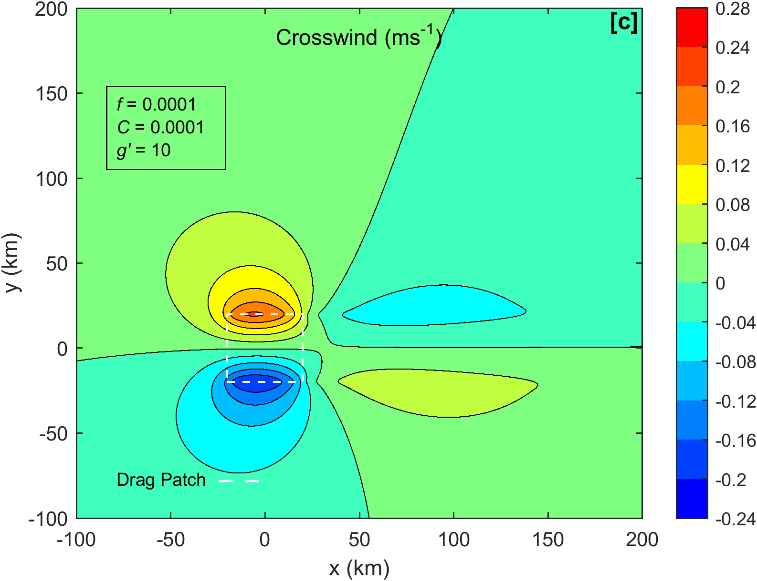 [c]
Crosswind (ms-1)
f = 0.0001
C = 0.0001
g' = 10
Drag Patch
y (km)
200
150
100
50
0
-50
-100
-100 -50 0 50 100 150 200
x (km)
0.28
0.2
0.16
0.12
0.08
0.04
0
-0.04
-0.08
-0.12
-0.16
-0.2
-0.24